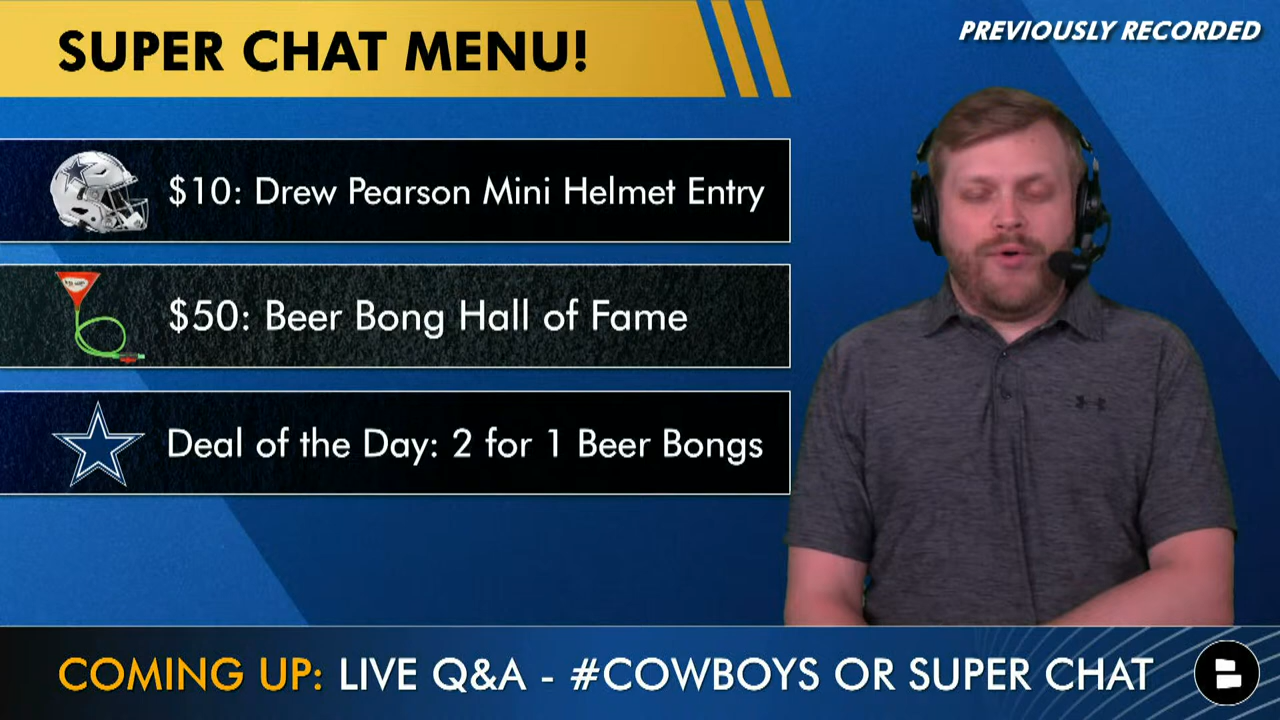 SUPER CHAT MENU!
PREVIOUSLY RECORDED
$10: Drew Pearson Mini Helmet Entry
$50: Beer Bong Hall of Fame
Deal of the Day: 2 for 1 Beer Bongs
COMING UP: LIVE Q&A - #COWBOYS OR SUPER CHAT